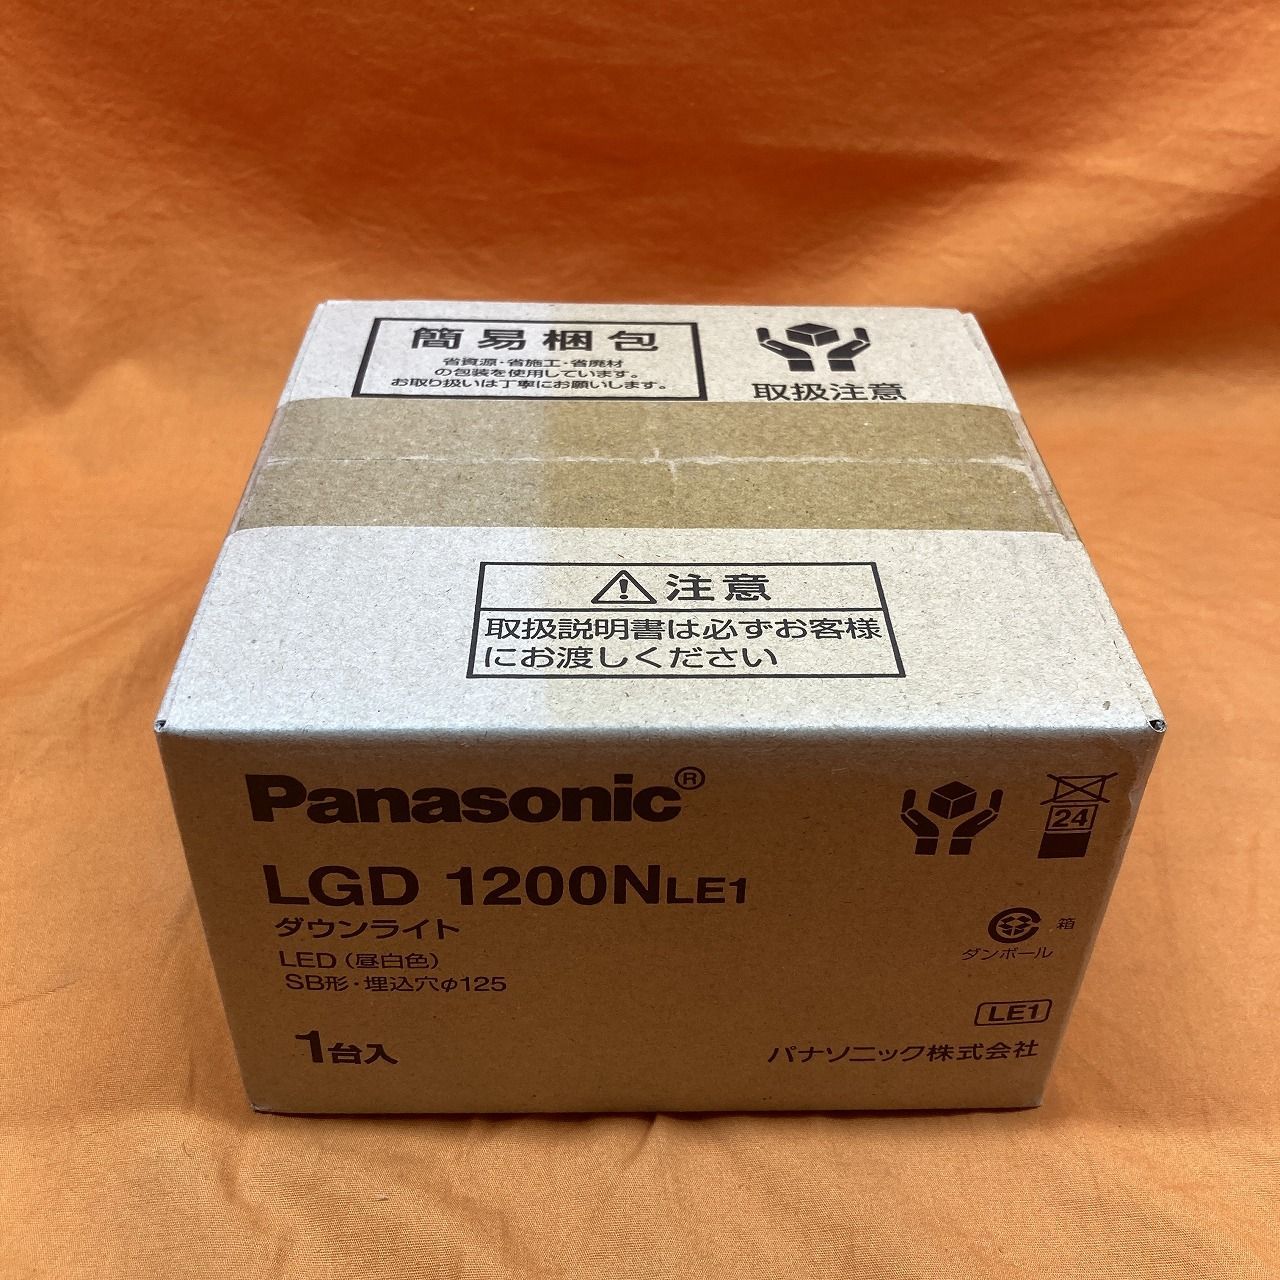 簡易梱包
省資源・省施工・省廃材
の包装を使用しています。
お取り扱いは丁寧にお願いします。
取扱注意
注意
取扱説明書は必ずお客様
にお渡しください
Panasonic®
24
LGD 1200NLE1
ダウンライト
LED（昼白色）
SB形・埋込穴φ125
箱
ダンボール
LE1
1台入
パナソニック株式会社